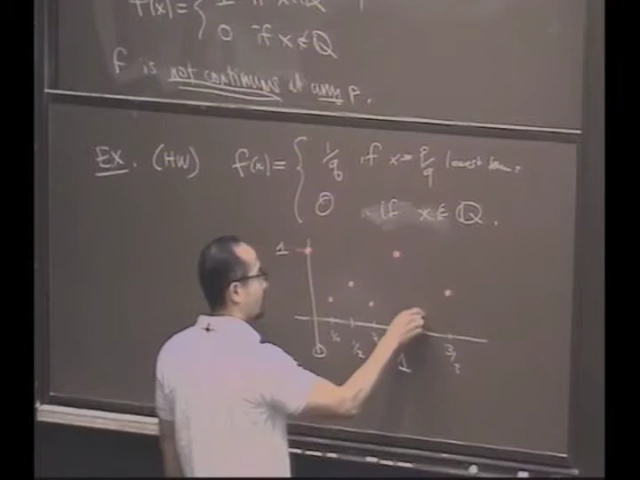 f(x) = { 1 if x ∈ Q
0 if x ∉ Q
f is not continuous at any p.
EX. (HW) f(x) = { 1/q if x = p/q lowest terms
0 if x ∉ Q.
1
0 1/2 1 3/2